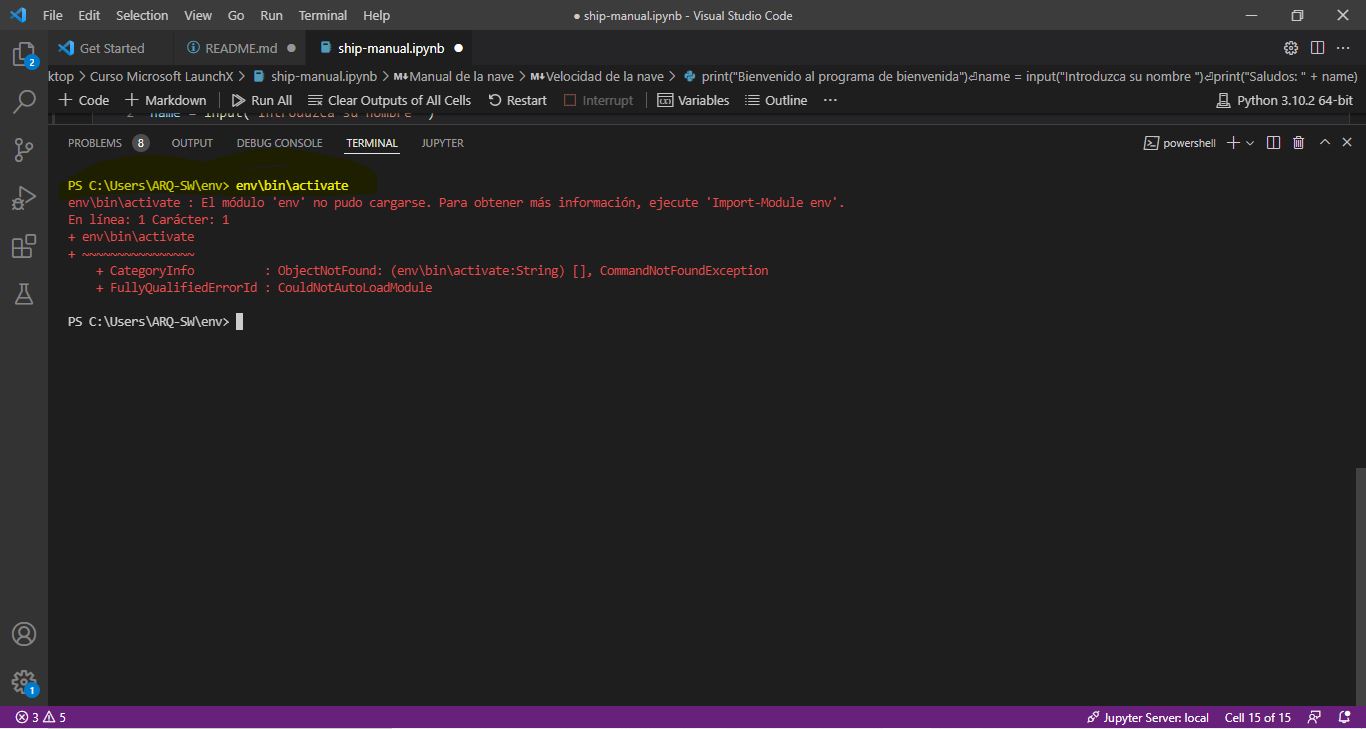 File Edit Selection View Go Run Terminal Help ● ship-manual.ipynb - Visual Studio Code
Get Started README.md ● ship-manual.ipynb ●
ktop > Curso Microsoft LaunchX > ship-manual.ipynb > M↓Manual de la nave > M↓Velocidad de la nave > print("Bienvenido al programa de bienvenida")⏎name = input("Introduzca su nombre ")⏎print("Saludos: " + name)
+ Code + Markdown Run All Clear Outputs of All Cells Restart Interrupt Variables Outline ··· Python 3.10.2 64-bit
2 name = input("Introduzca su nombre ")
PROBLEMS 8 OUTPUT DEBUG CONSOLE TERMINAL JUPYTER powershell
PS C:\Users\ARQ-SW\env> env\bin\activate
env\bin\activate : El módulo 'env' no pudo cargarse. Para obtener más información, ejecute 'Import-Module env'.
En línea: 1 Carácter: 1
+ env\bin\activate
+ ~~~~~~~~~~~~~~~~
+ CategoryInfo : ObjectNotFound: (env\bin\activate:String) [], CommandNotFoundException
+ FullyQualifiedErrorId : CouldNotAutoLoadModule
PS C:\Users\ARQ-SW\env>
2
1
3 5 Jupyter Server: local Cell 15 of 15